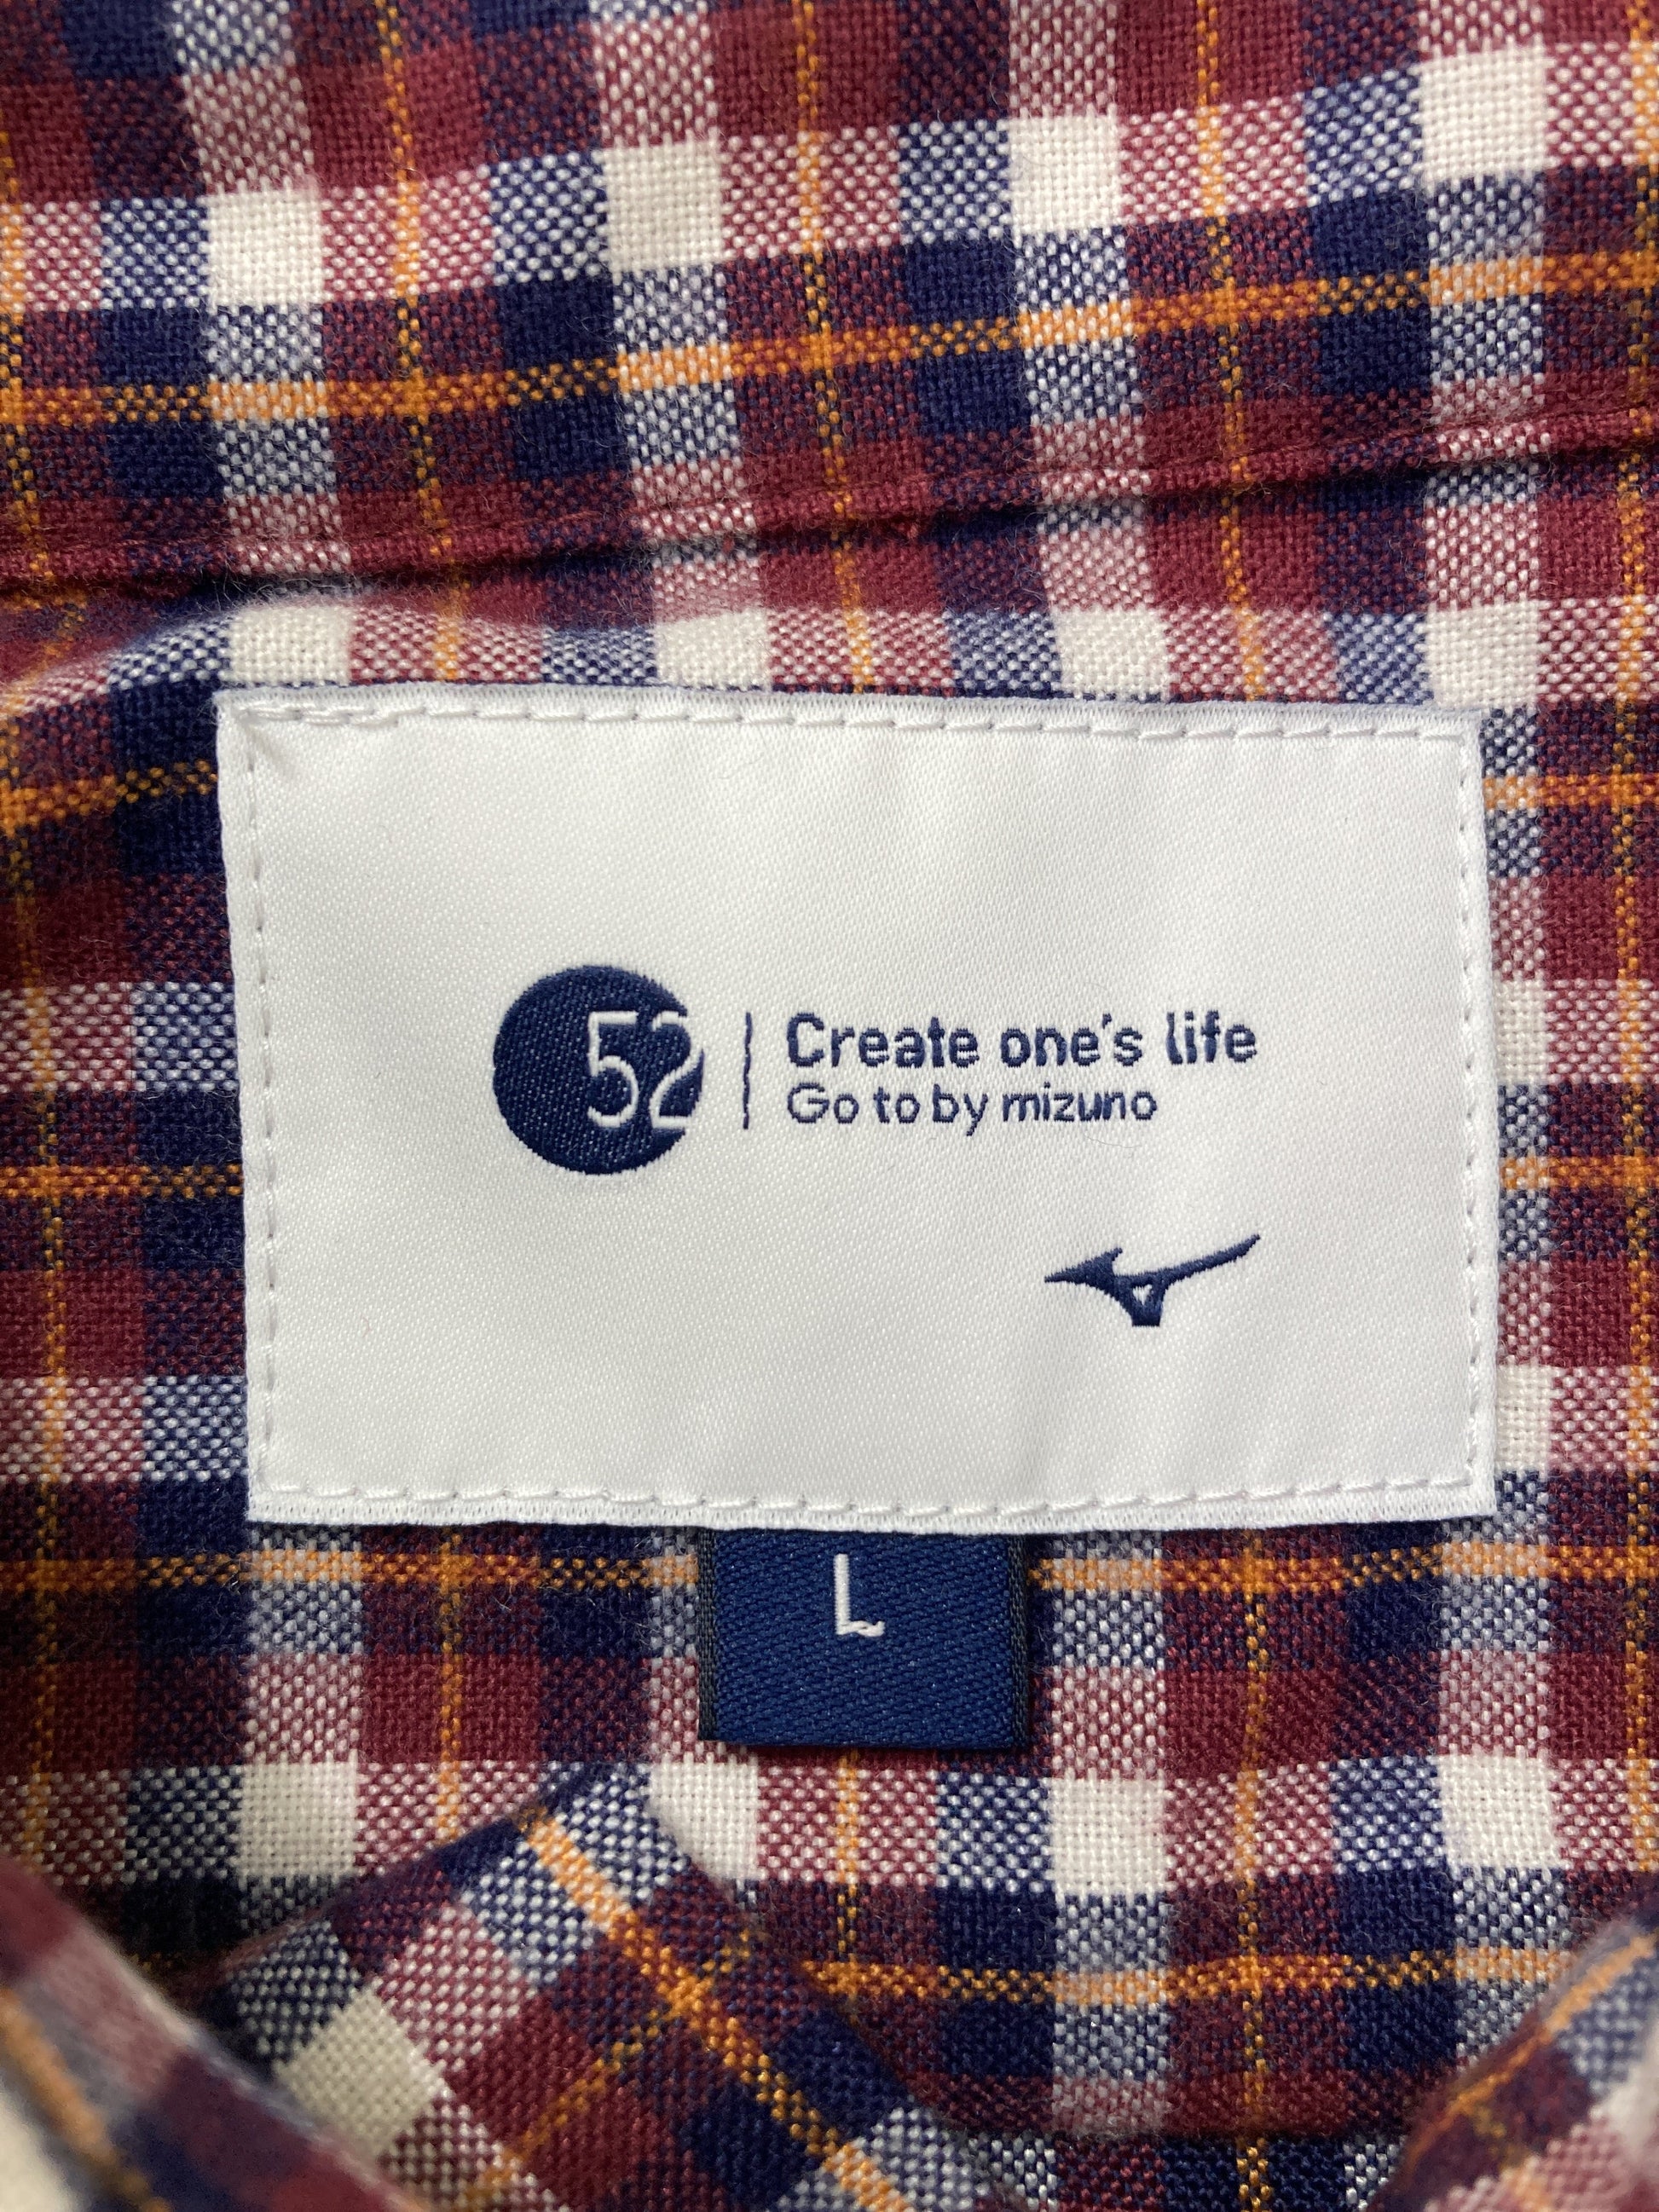 52
Create one's life
Go to by mizuno
L